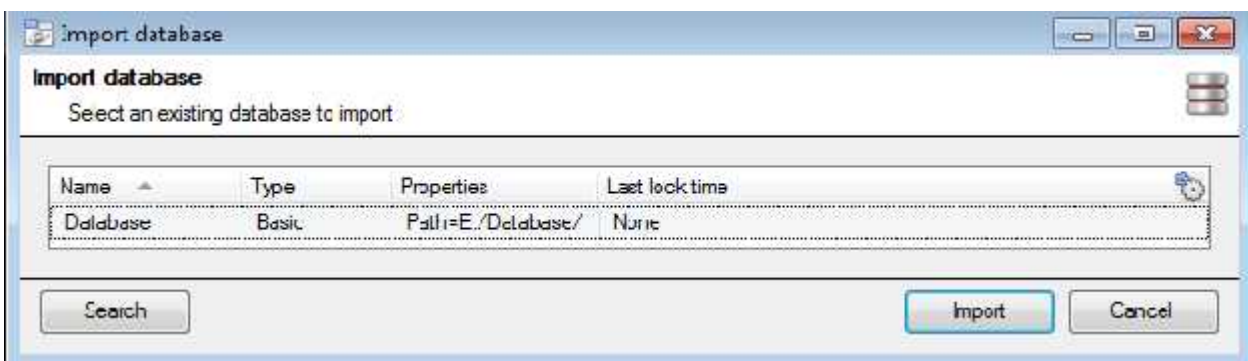 Import database
Import database
Select an existing database to import
Name Type Properties Last lock time
Database Basic Path=E:/Database/ None
Search Import Cancel